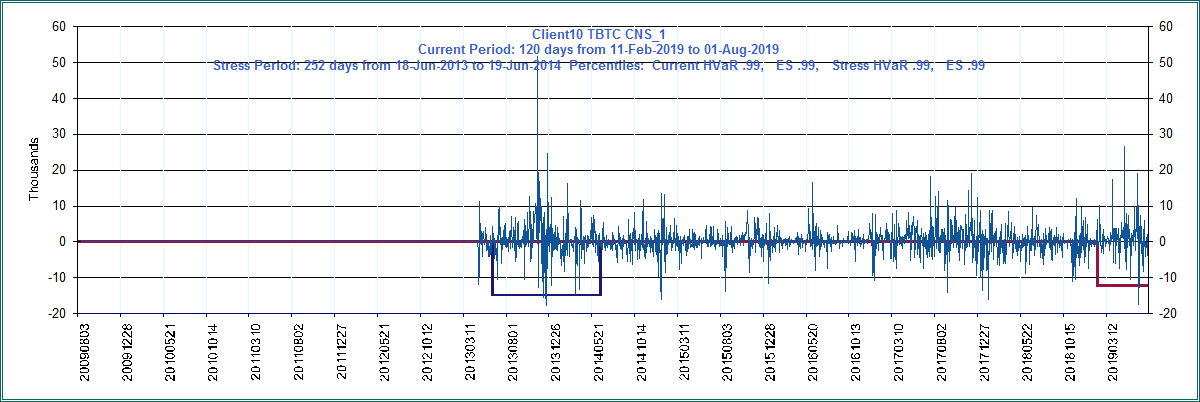 Client10 TBTC CNS_1
Current Period: 120 days from 11-Feb-2019 to 01-Aug-2019
Stress Period: 252 days from 18-Jun-2013 to 19-Jun-2014 Percentiles: Current HVaR .99, ES .99, Stress HVaR .99, ES .99
60 60
50 50
40 40
30 30
20 20
10 10
0 0
-10 -10
-20 -20
Thousands
20090803 20091228 20100521 20101014 20110310 20110802 20111227 20120521 20121012 20130311 20130801 20131226 20140521 20141014 20150311 20150803 20151228 20160520 20161013 20170310 20170802 20171227 20180522 20181015 20190312